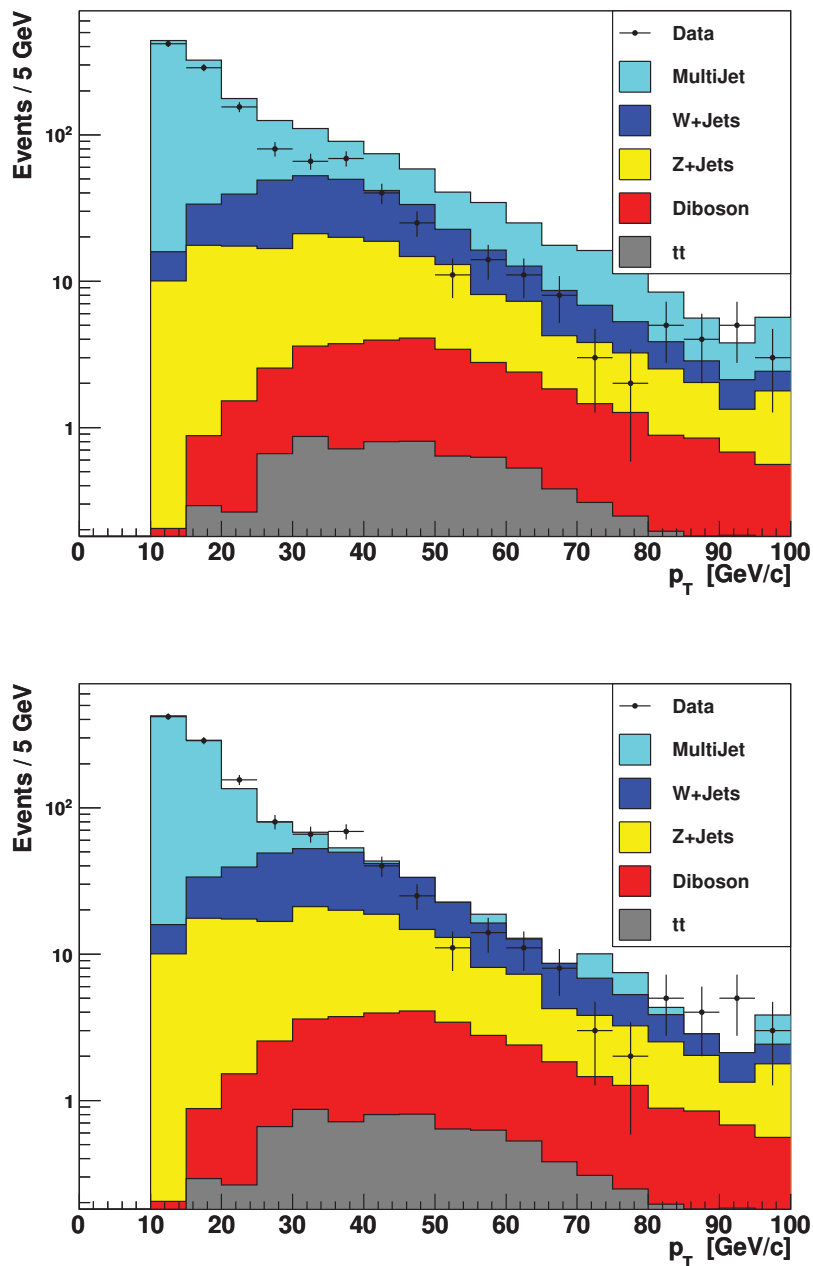 Events / 5 GeV
10²
10
1
Data
MultiJet
W+Jets
Z+Jets
Diboson
tt
0 10 20 30 40 50 60 70 80 90 100
p_T [GeV/c]
Events / 5 GeV
10²
10
1
Data
MultiJet
W+Jets
Z+Jets
Diboson
tt
0 10 20 30 40 50 60 70 80 90 100
p_T [GeV/c]